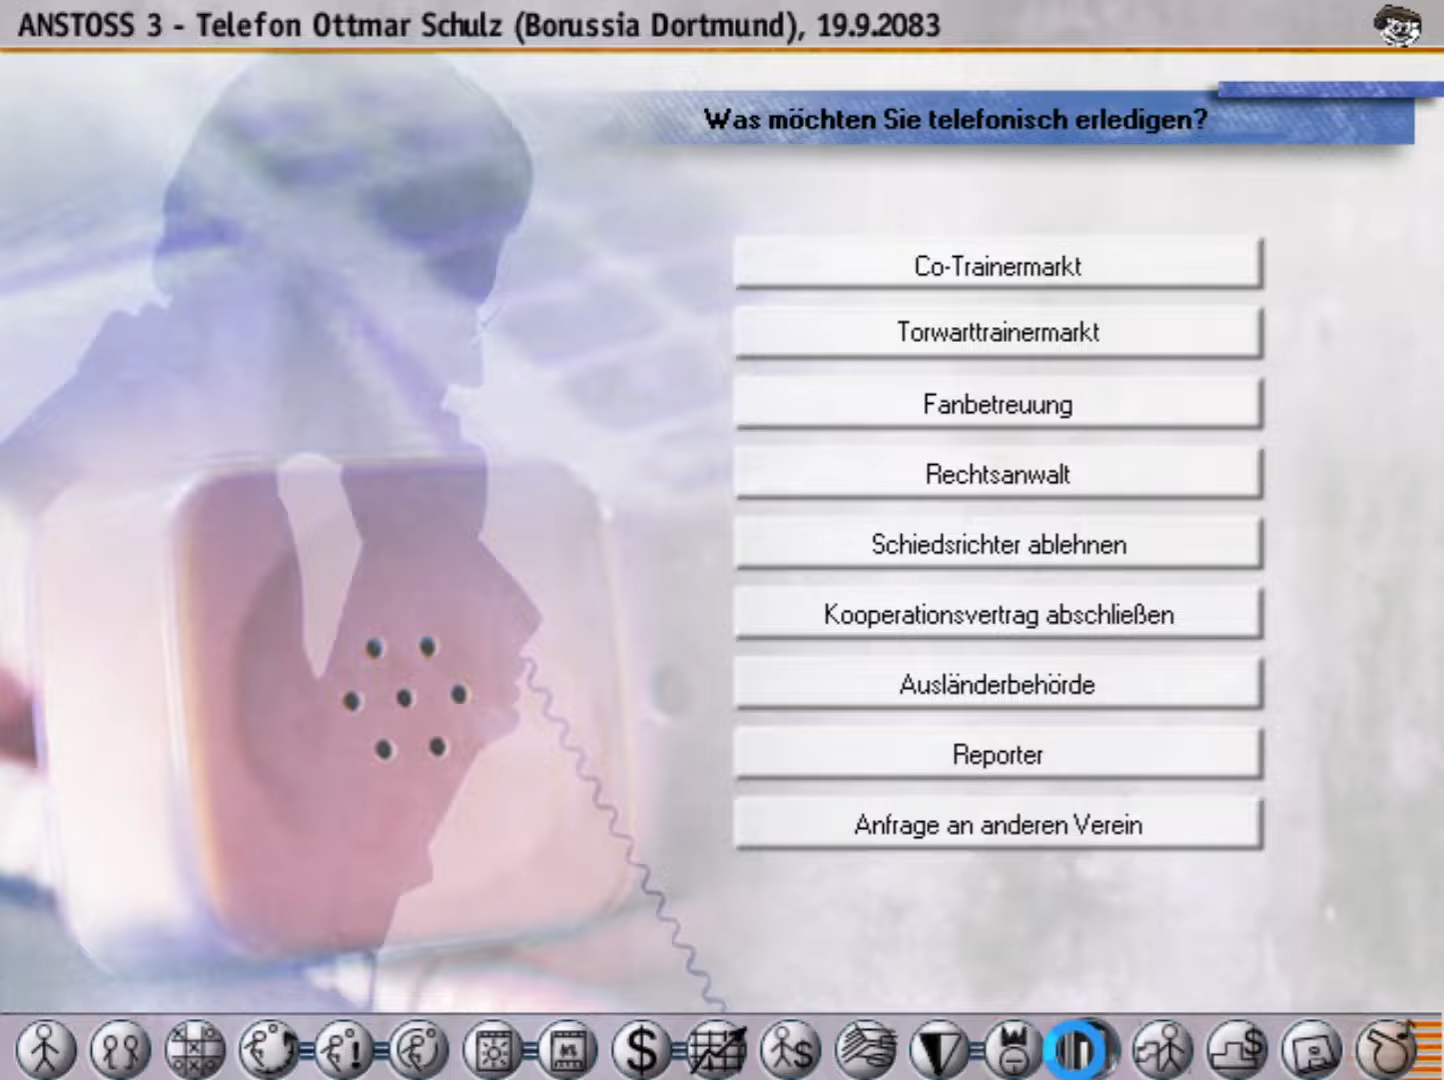 ANSTOSS 3 - Telefon Ottmar Schulz (Borussia Dortmund), 19.9.2083
Was möchten Sie telefonisch erledigen?
Co-Trainermarkt
Torwarttrainermarkt
Fanbetreuung
Rechtsanwalt
Schiedsrichter ablehnen
Kooperationsvertrag abschließen
Ausländerbehörde
Reporter
Anfrage an anderen Verein